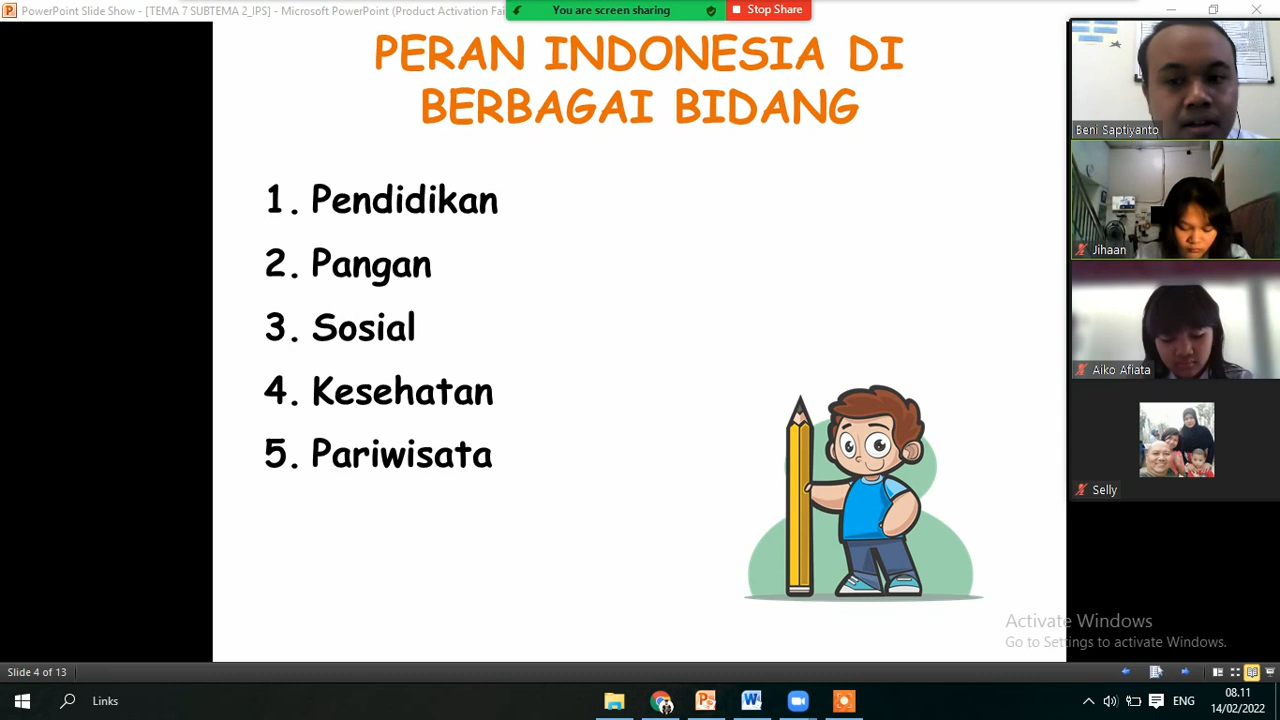 PowerPoint Slide Show - [TEMA 7 SUBTEMA 2_IPS] - Microsoft PowerPoint (Product Activation Fai
You are screen sharing
Stop Share
PERAN INDONESIA DI
BERBAGAI BIDANG
1. Pendidikan
2. Pangan
3. Sosial
4. Kesehatan
5. Pariwisata
Beni Saptiyanto
Jihaan
Aiko Afiata
Selly
Activate Windows
Go to Settings to activate Windows.
Slide 4 of 13
Links
ENG
08.11
14/02/2022